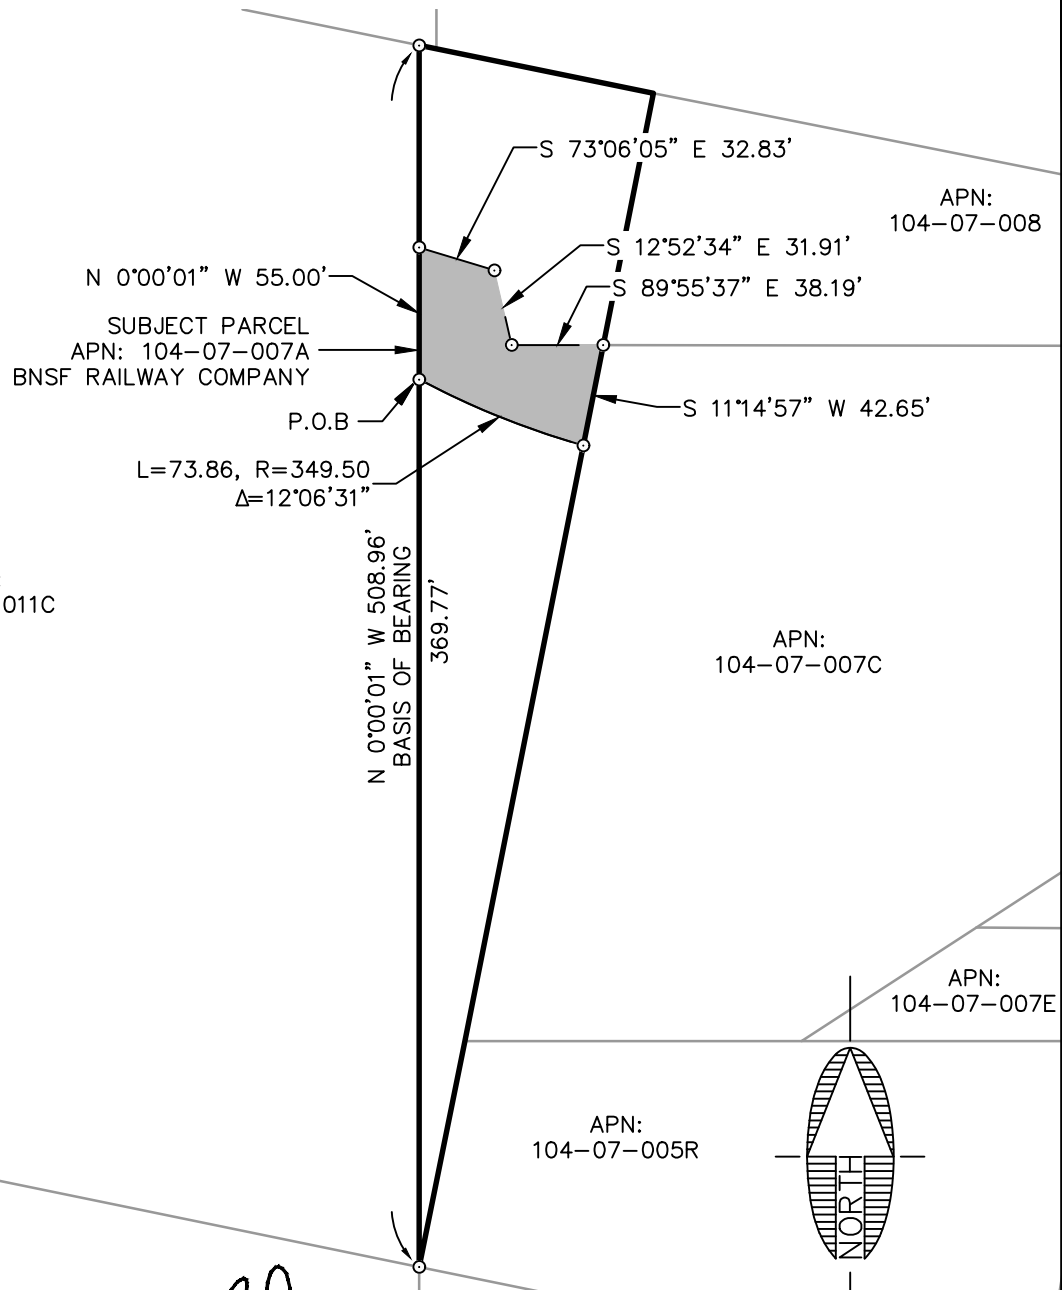 S 73°06'05" E 32.83'
APN:
104-07-008
S 12°52'34" E 31.91'
N 0°00'01" W 55.00'
S 89°55'37" E 38.19'
SUBJECT PARCEL
APN: 104-07-007A
BNSF RAILWAY COMPANY
P.O.B
S 11°14'57" W 42.65'
L=73.86, R=349.50
Δ=12°06'31"
N 0°00'01" W 508.96'
BASIS OF BEARING
369.77'
011C
APN:
104-07-007C
APN:
104-07-007E
APN:
104-07-005R
NORTH